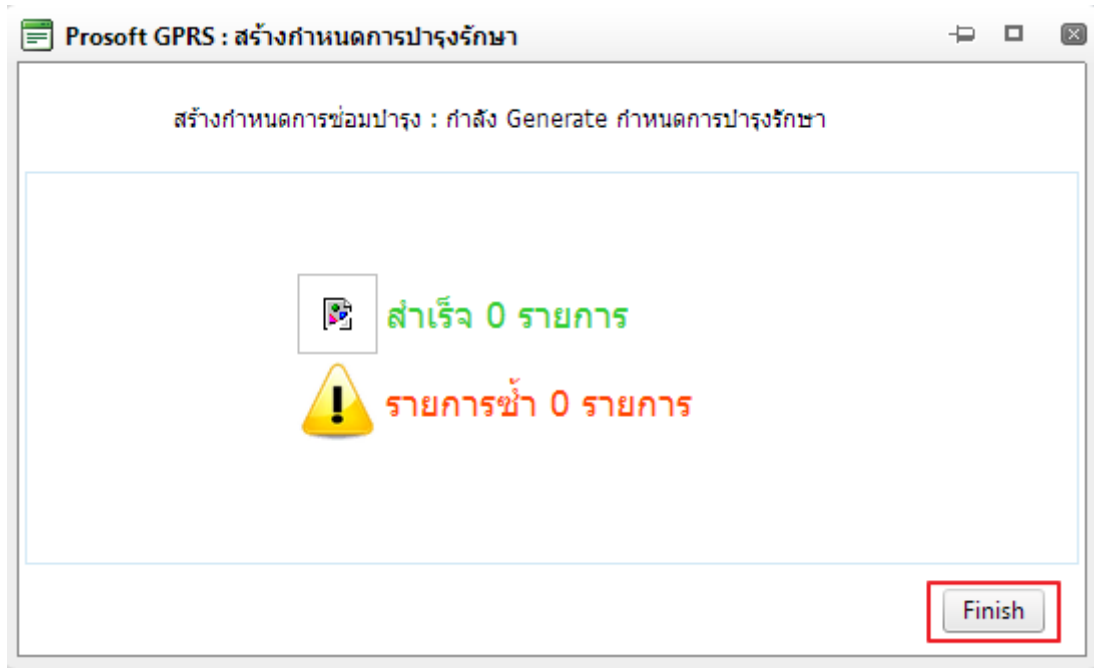 Prosoft GPRS : สร้างกำหนดการบำรุงรักษา
สร้างกำหนดการซ่อมบำรุง : กำลัง Generate กำหนดการบำรุงรักษา
สำเร็จ 0 รายการ
รายการซ้ำ 0 รายการ
Finish